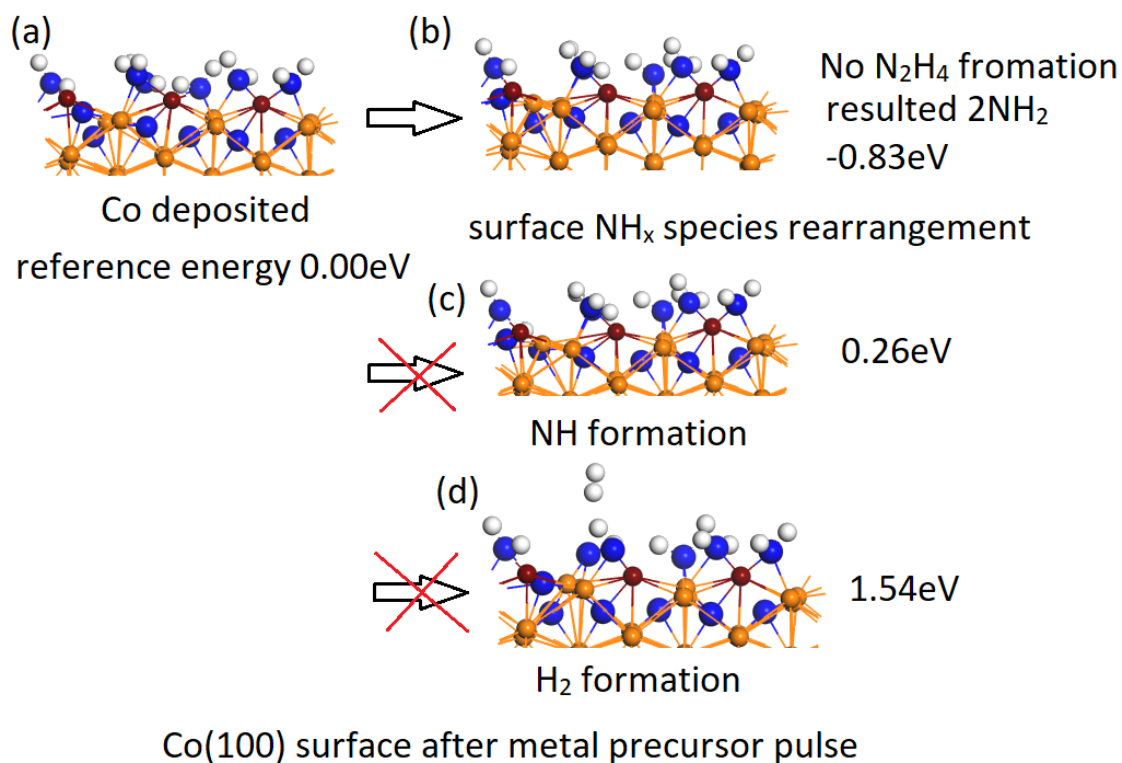 (a)
(b)
No N₂H₄ fromation
resulted 2NH₂
-0.83eV
Co deposited
reference energy 0.00eV
surface NHₓ species rearrangement
(c)
0.26eV
NH formation
(d)
1.54eV
H₂ formation
Co(100) surface after metal precursor pulse